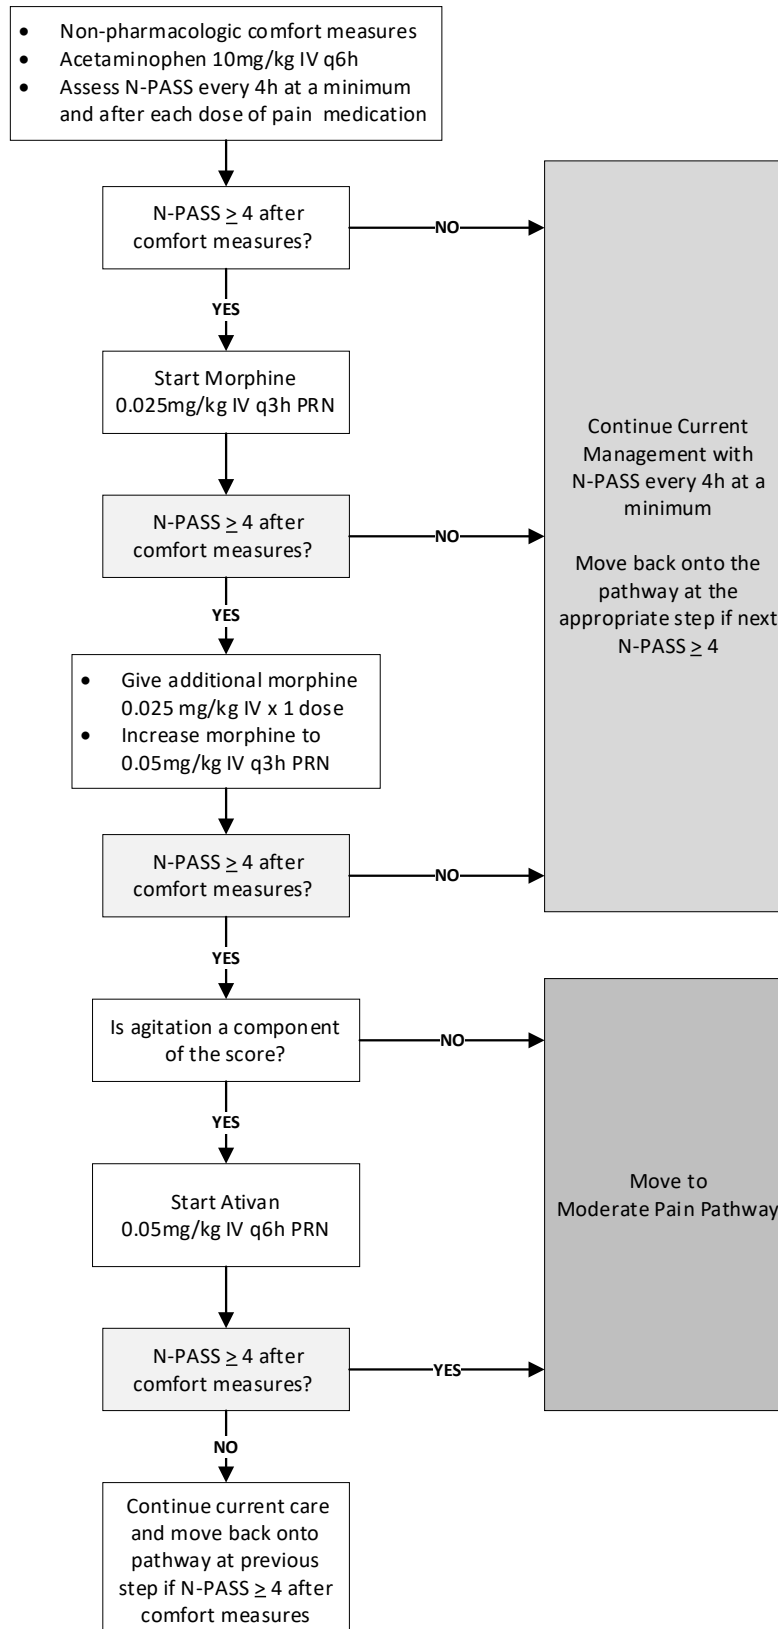 • Non-pharmacologic comfort measures
• Acetaminophen 10mg/kg IV q6h
• Assess N-PASS every 4h at a minimum
and after each dose of pain medication
N-PASS ≥ 4 after
comfort measures?
NO
YES
Start Morphine
0.025mg/kg IV q3h PRN
N-PASS ≥ 4 after
comfort measures?
NO
YES
• Give additional morphine
0.025 mg/kg IV x 1 dose
• Increase morphine to
0.05mg/kg IV q3h PRN
N-PASS ≥ 4 after
comfort measures?
NO
YES
Continue Current
Management with
N-PASS every 4h at a
minimum
Move back onto the
pathway at the
appropriate step if next
N-PASS ≥ 4
Is agitation a component
of the score?
NO
YES
Start Ativan
0.05mg/kg IV q6h PRN
N-PASS ≥ 4 after
comfort measures?
YES
NO
Move to
Moderate Pain Pathway
Continue current care
and move back onto
pathway at previous
step if N-PASS ≥ 4 after
comfort measures